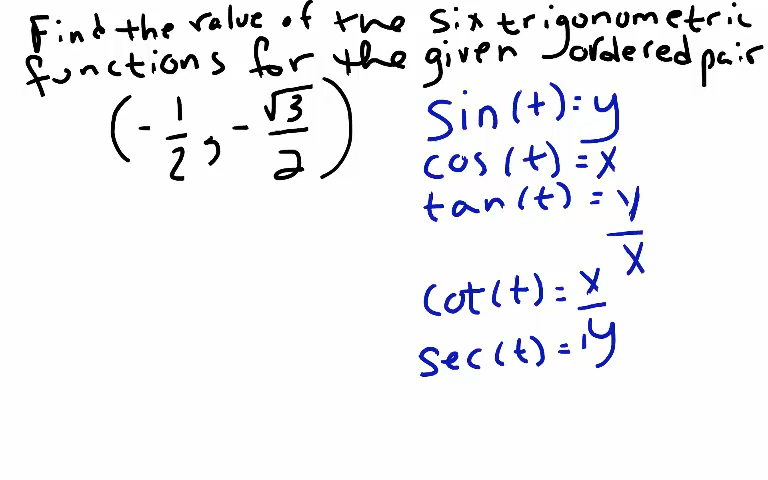 Find the value of the six trigonometric
functions for the given ordered pair
(-1/2, -√3/2)
Sin(t)=y
cos(t)=x
tan(t)=y/x
Cot(t)=x/y
sec(t)=1